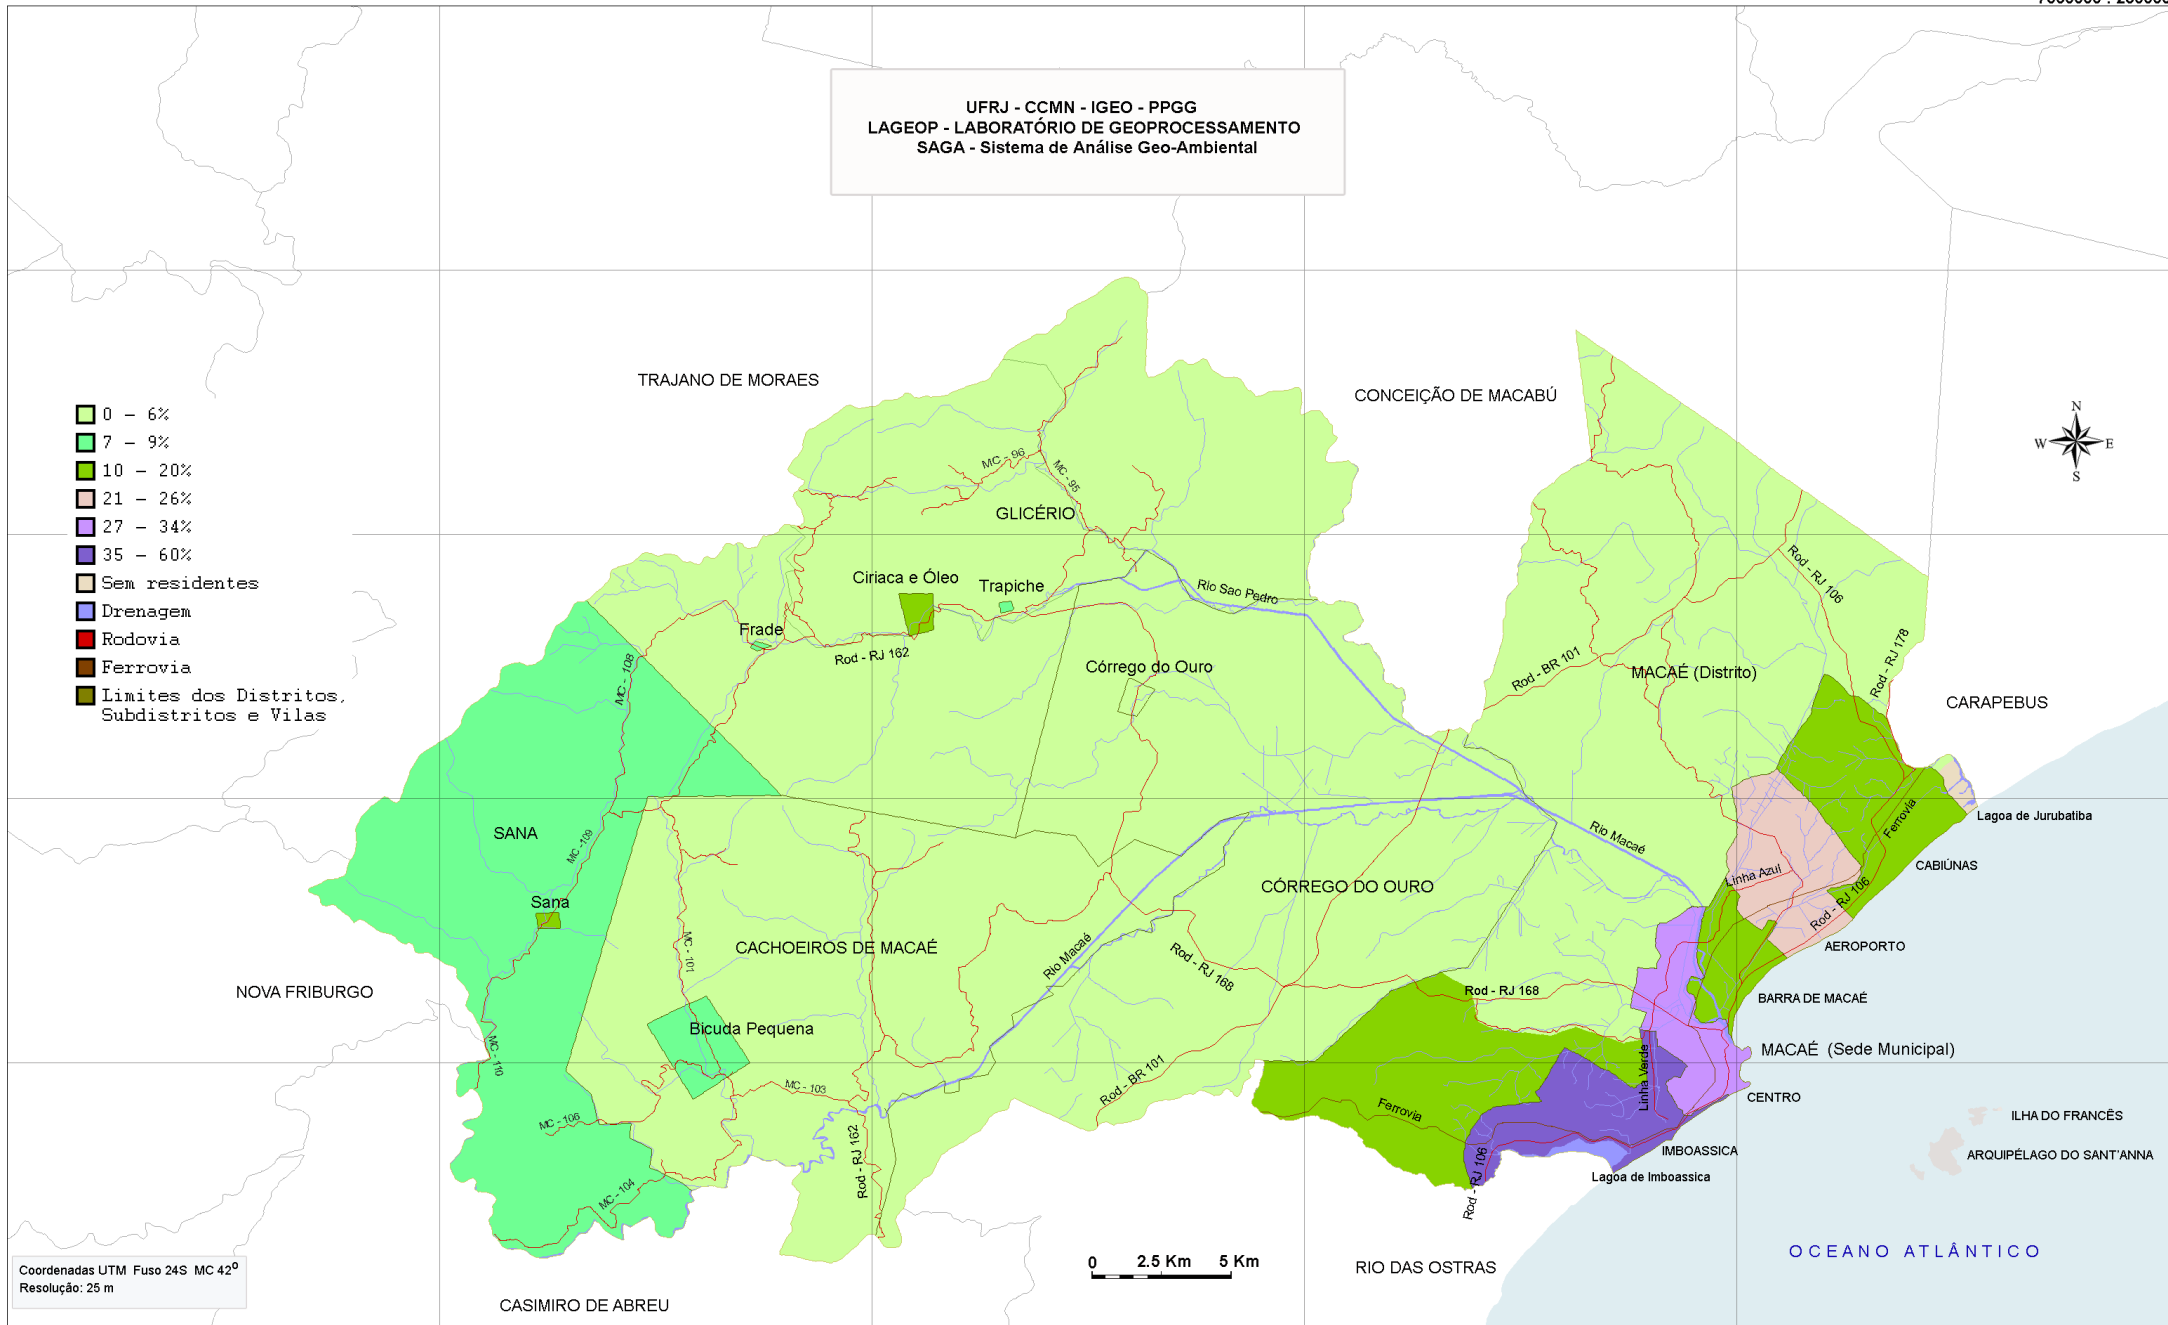 UFRJ - CCMN - IGEO - PPGG
LAGEOP - LABORATÓRIO DE GEOPROCESSAMENTO
SAGA - Sistema de Análise Geo-Ambiental
TRAJANO DE MORAES
CONCEIÇÃO DE MACABÚ
0 – 6%
7 – 9%
10 – 20%
21 – 26%
27 – 34%
35 – 60%
Sem residentes
Drenagem
Rodovia
Ferrovia
Limites dos Distritos,
Subdistritos e Vilas
N
W
E
S
MC - 96
MC - 95
GLICÉRIO
Ciriaca e Óleo
Trapiche
Rio Sao Pedro
Rod - RJ 106
Frade
Rod - RJ 162
Córrego do Ouro
MC - 108
Rod - BR 101
MACAÉ (Distrito)
Rod - RJ 178
CARAPEBUS
SANA
MC -109
Rio Macaé
Ferrovia
Lagoa de Jurubatiba
CABIÚNAS
Linha Azul
CÓRREGO DO OURO
Sana
Rod - RJ 106
AEROPORTO
CACHOEIROS DE MACAÉ
MC - 101
Rio Macaé
Rod - RJ 168
Rod - RJ 168
NOVA FRIBURGO
BARRA DE MACAÉ
Bicuda Pequena
MC - 110
MACAÉ (Sede Municipal)
Linha Verde
MC - 103
Rod - BR 101
CENTRO
Ferrovia
MC - 106
ILHA DO FRANCÊS
Rod - RJ 162
IMBOASSICA
ARQUIPÉLAGO DO SANT'ANNA
Lagoa de Imboassica
Rod - RJ 106
MC - 104
OCEANO ATLÂNTICO
0 2.5 Km 5 Km
RIO DAS OSTRAS
Coordenadas UTM Fuso 24S MC 42º
Resolução: 25 m
CASIMIRO DE ABREU